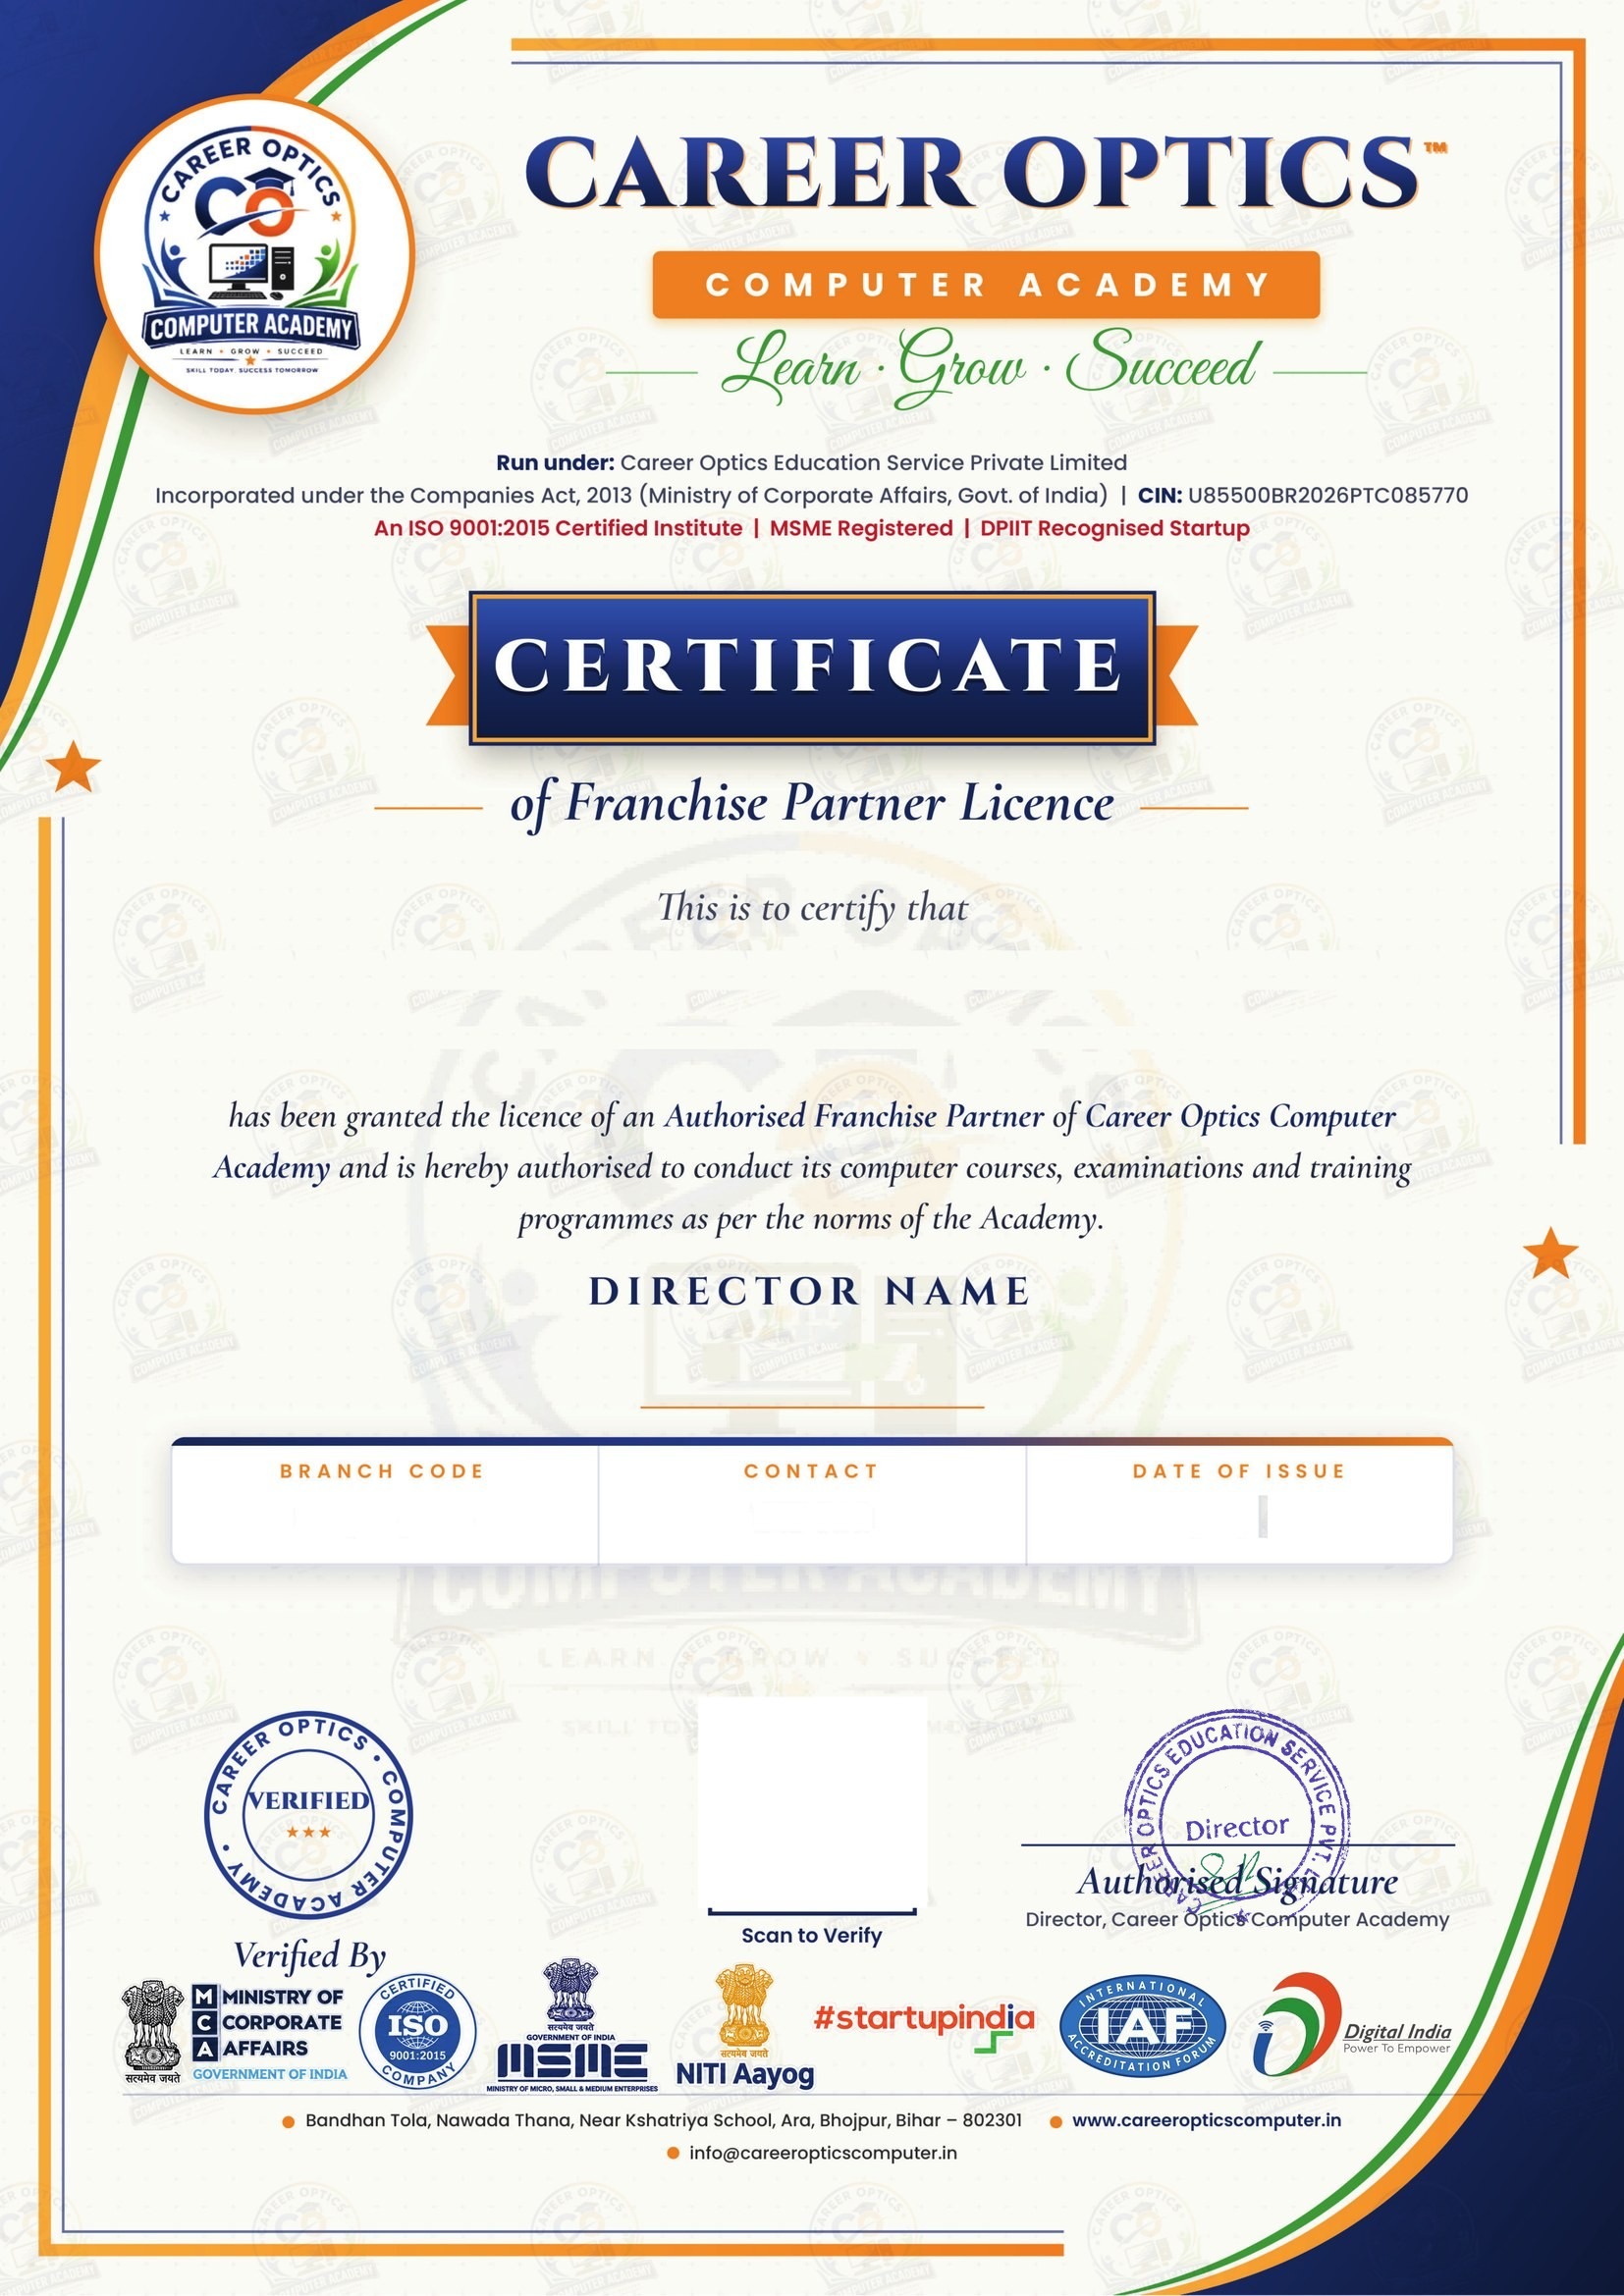 CAREER OPTICS
CO
COMPUTER ACADEMY
LEARN • GROW • SUCCEED
SKILL TODAY, SUCCESS TOMORROW
CAREER OPTICS™
COMPUTER ACADEMY
Learn · Grow · Succeed
Run under: Career Optics Education Service Private Limited
Incorporated under the Companies Act, 2013 (Ministry of Corporate Affairs, Govt. of India) | CIN: U85500BR2026PTC085770
An ISO 9001:2015 Certified Institute | MSME Registered | DPIIT Recognised Startup
CERTIFICATE
of Franchise Partner Licence
This is to certify that
has been granted the licence of an Authorised Franchise Partner of Career Optics Computer
Academy and is hereby authorised to conduct its computer courses, examinations and training
programmes as per the norms of the Academy.
DIRECTOR NAME
BRANCH CODE
CONTACT
DATE OF ISSUE
CAREER OPTICS • COMPUTER ACADEMY •
VERIFIED
Verified By
Scan to Verify
CAREER OPTICS EDUCATION SERVICE PVT.
Director
Authorised Signature
Director, Career Optics Computer Academy
सत्यमेव जयते
MCA
MINISTRY OF
CORPORATE
AFFAIRS
GOVERNMENT OF INDIA
CERTIFIED
ISO
9001:2015
COMPANY
सत्यमेव जयते
GOVERNMENT OF INDIA
MSME
MINISTRY OF MICRO, SMALL & MEDIUM ENTERPRISES
सत्यमेव जयते
NITI Aayog
#startupindia
INTERNATIONAL
IAF
ACCREDITATION FORUM
Digital India
Power To Empower
Bandhan Tola, Nawada Thana, Near Kshatriya School, Ara, Bhojpur, Bihar – 802301
www.careeropticscomputer.in
info@careeropticscomputer.in